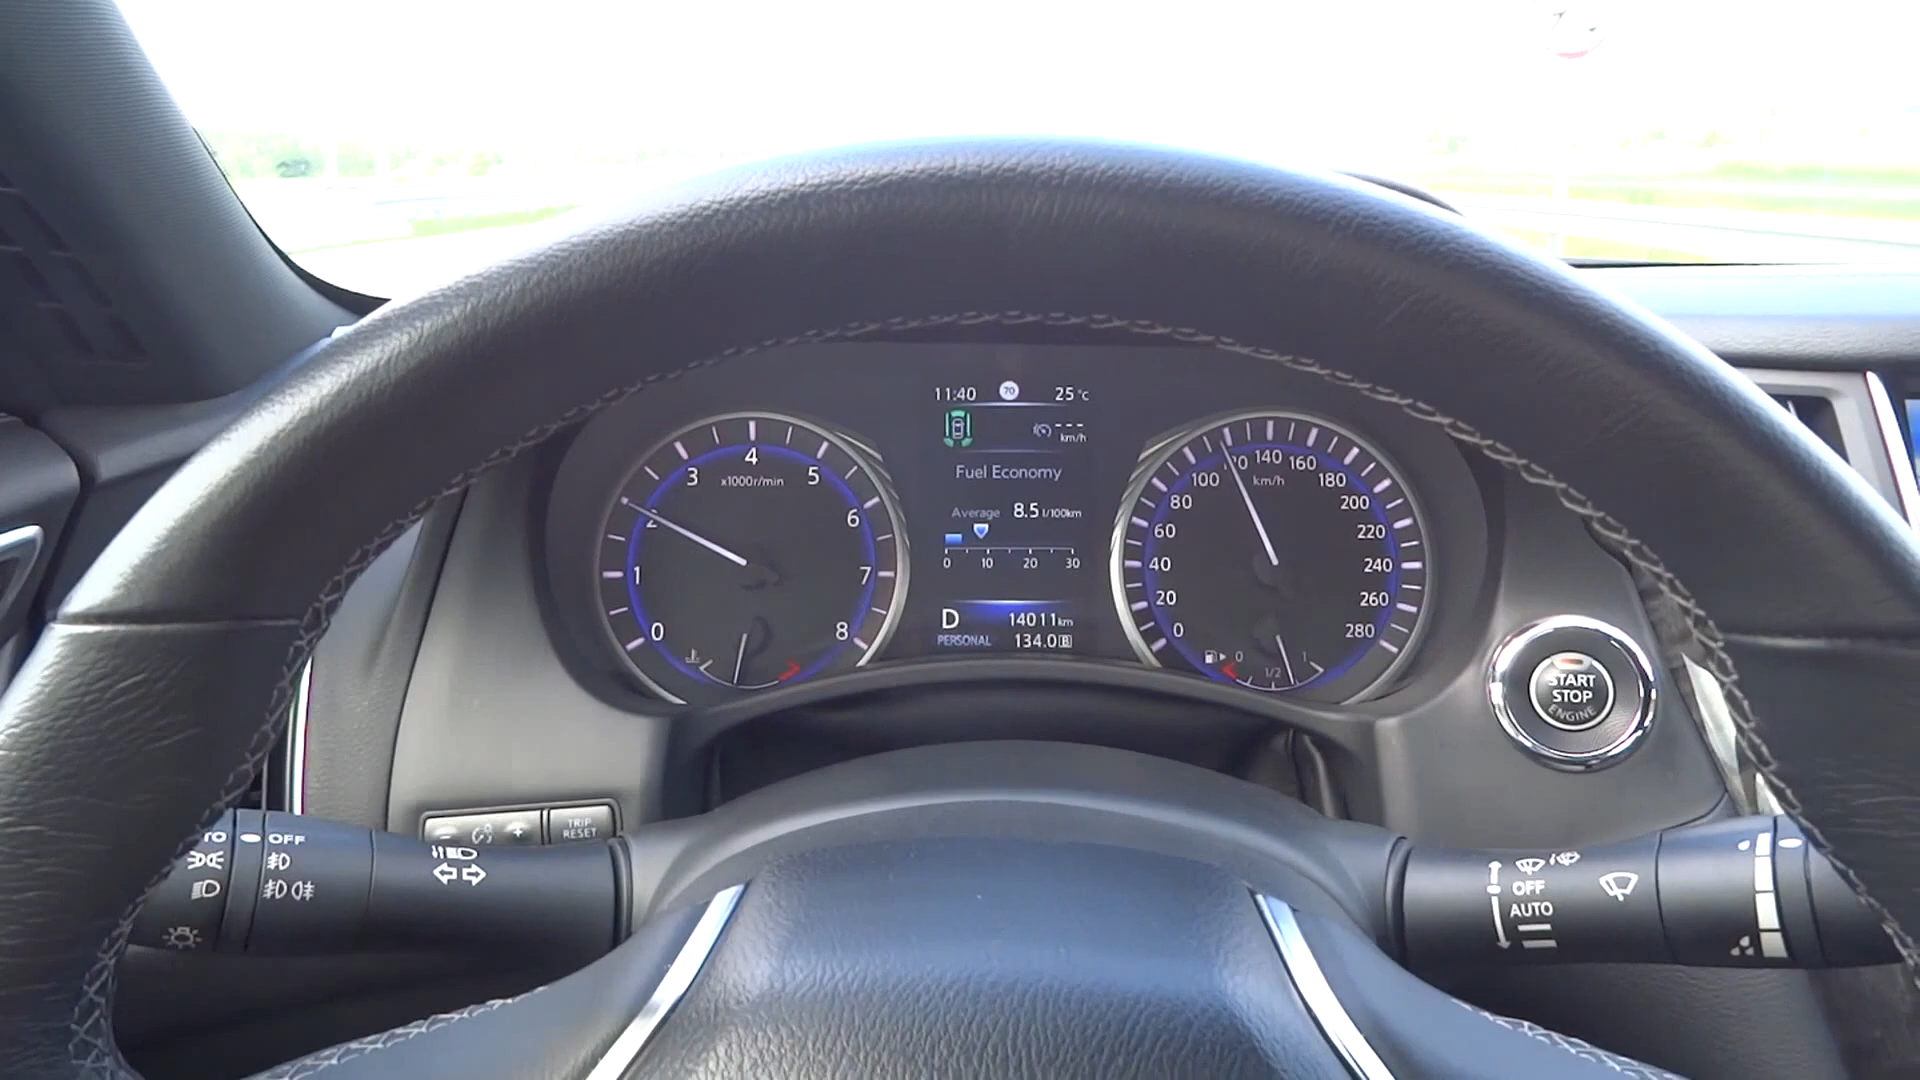 11:40 70 25°C
--- km/h
Fuel Economy
Average 8.5 l/100km
0 10 20 30
D 14011km
PERSONAL 134.0 B
0 1 2 3 4 5 6 7 8
x1000r/min
0 20 40 60 80 100 140 160 180 200 220 240 260 280
km/h
0 1/2 1
START
STOP
ENGINE
- +
TRIP
RESET
OFF
OFF
AUTO